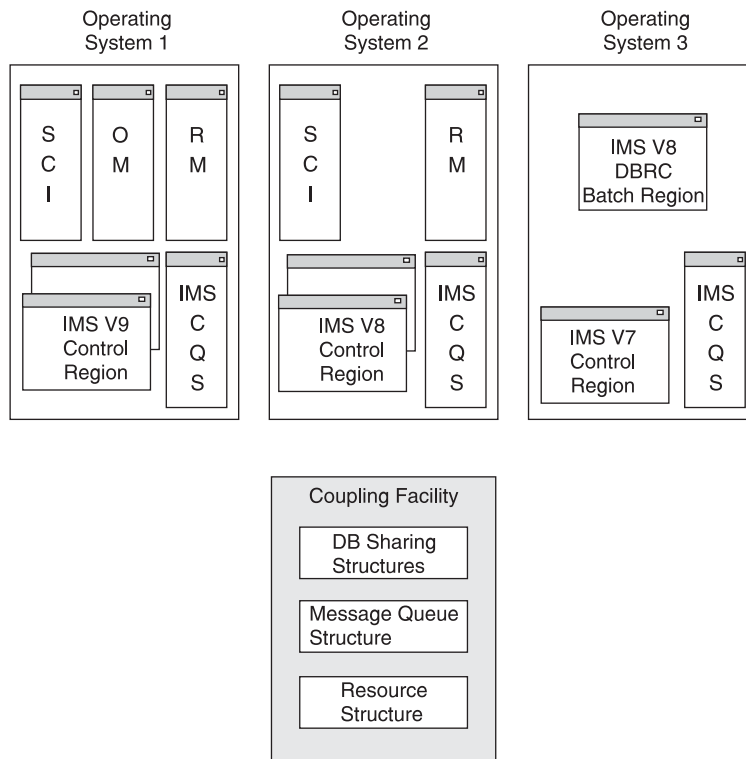 Operating
System 1
Operating
System 2
Operating
System 3
S
C
I
O
M
R
M
IMS V9
Control
Region
IMS
C
Q
S
S
C
I
R
M
IMS V8
Control
Region
IMS
C
Q
S
IMS V8
DBRC
Batch Region
IMS V7
Control
Region
IMS
C
Q
S
Coupling Facility
DB Sharing
Structures
Message Queue
Structure
Resource
Structure